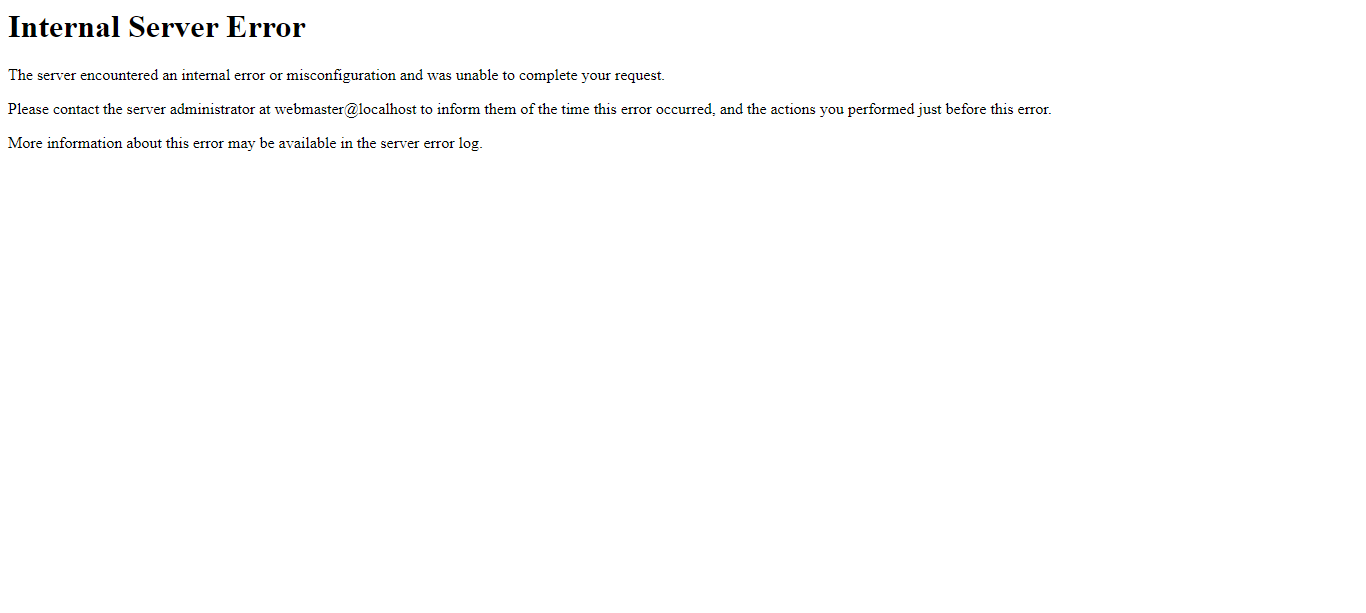 Internal Server Error
The server encountered an internal error or misconfiguration and was unable to complete your request.
Please contact the server administrator at webmaster@localhost to inform them of the time this error occurred, and the actions you performed just before this error.
More information about this error may be available in the server error log.